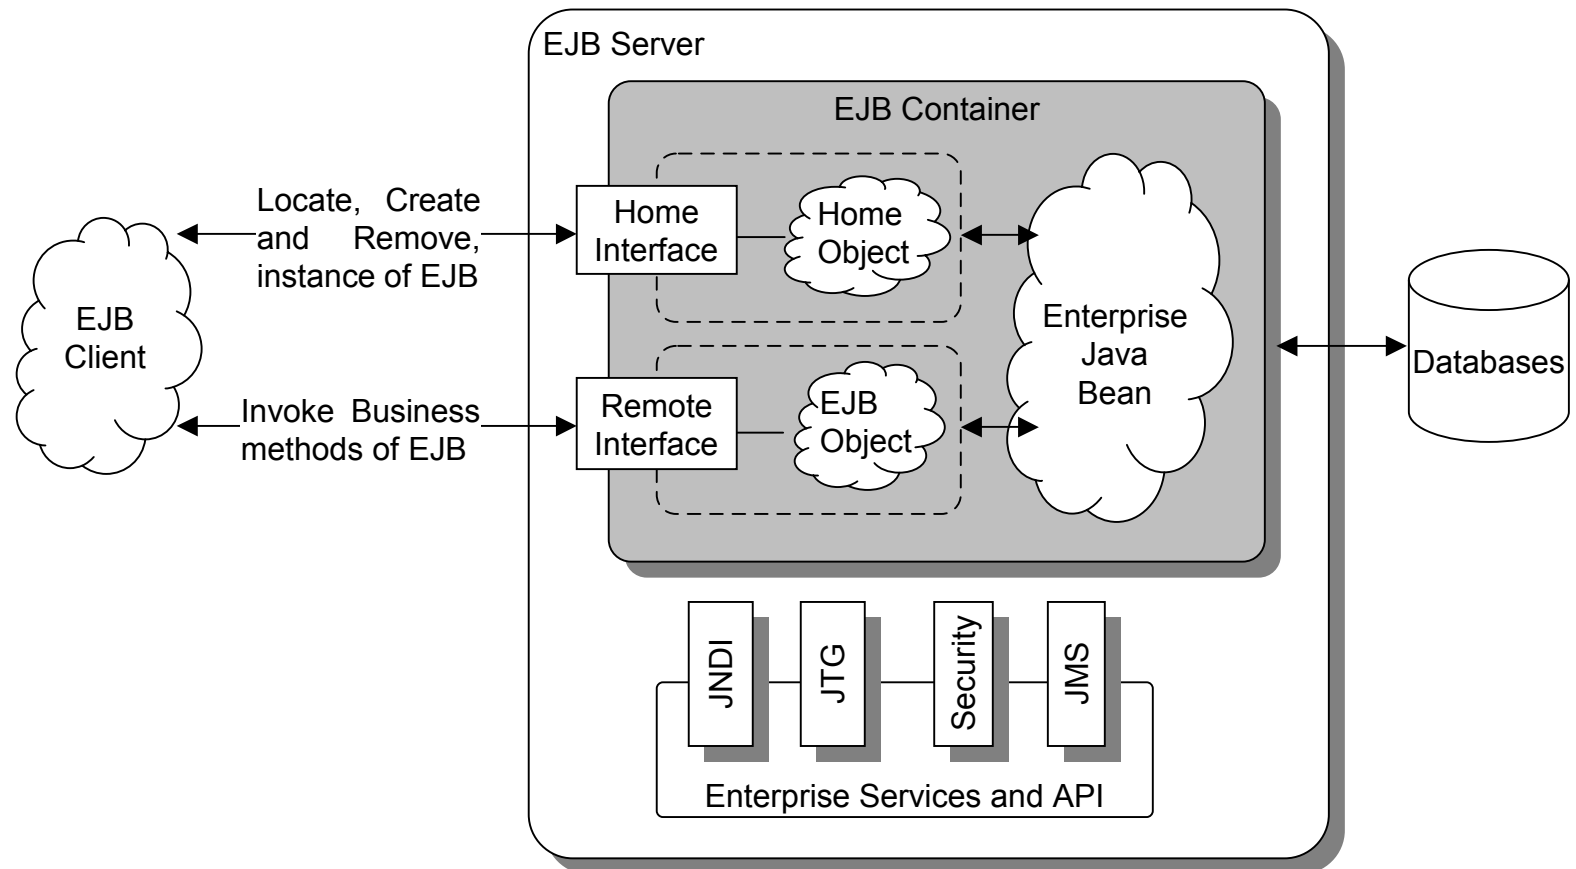 EJB Server
EJB Container
Locate, Create
and Remove,
instance of EJB
Home
Interface
Home
Object
EJB
Client
Enterprise
Java
Bean
Databases
Invoke Business
methods of EJB
Remote
Interface
EJB
Object
JNDI
JTG
Security
JMS
Enterprise Services and API